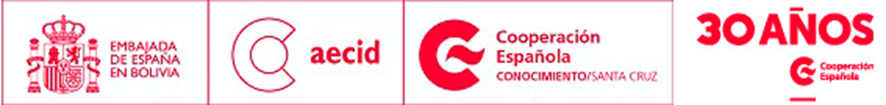 EMBAJADA
DE ESPAÑA
EN BOLIVIA
aecid
Cooperación
Española
CONOCIMIENTO/SANTA CRUZ
30 AÑOS
Cooperación
Española